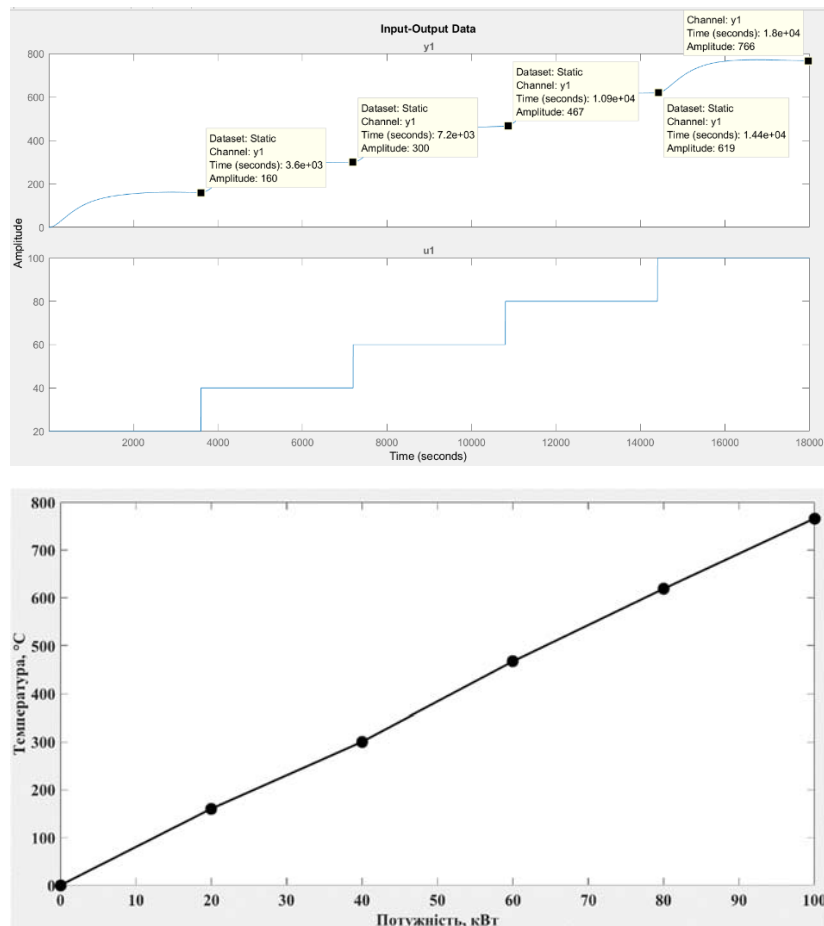 Input-Output Data
y1
Channel: y1
Time (seconds): 1.8e+04
Amplitude: 766
Dataset: Static
Channel: y1
Time (seconds): 1.09e+04
Amplitude: 467
Dataset: Static
Channel: y1
Time (seconds): 7.2e+03
Amplitude: 300
Dataset: Static
Channel: y1
Time (seconds): 1.44e+04
Amplitude: 619
Dataset: Static
Channel: y1
Time (seconds): 3.6e+03
Amplitude: 160
800
600
400
200
0
Amplitude
u1
100
80
60
40
20
2000 4000 6000 8000 10000 12000 14000 16000 18000
Time (seconds)
800
700
600
500
400
300
200
100
0
Температура, °C
0 10 20 30 40 50 60 70 80 90 100
Потужність, кВт